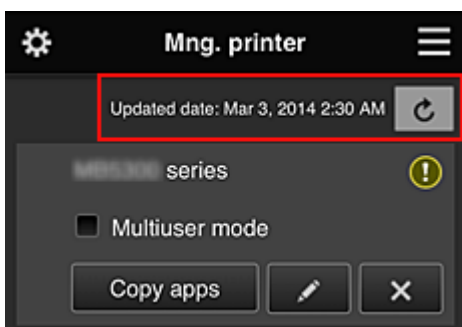 Mng. printer
Updated date: Mar 3, 2014 2:30 AM
series
Multiuser mode
Copy apps